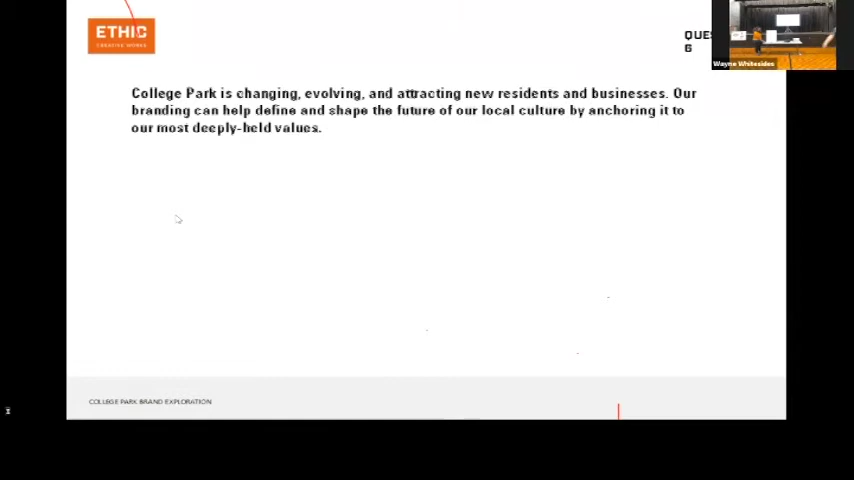 ETHIC
CREATIVE WORKS
QUES
6
Wayne Whitesides
College Park is changing, evolving, and attracting new residents and businesses. Our
branding can help define and shape the future of our local culture by anchoring it to
our most deeply-held values.
COLLEGE PARK BRAND EXPLORATION